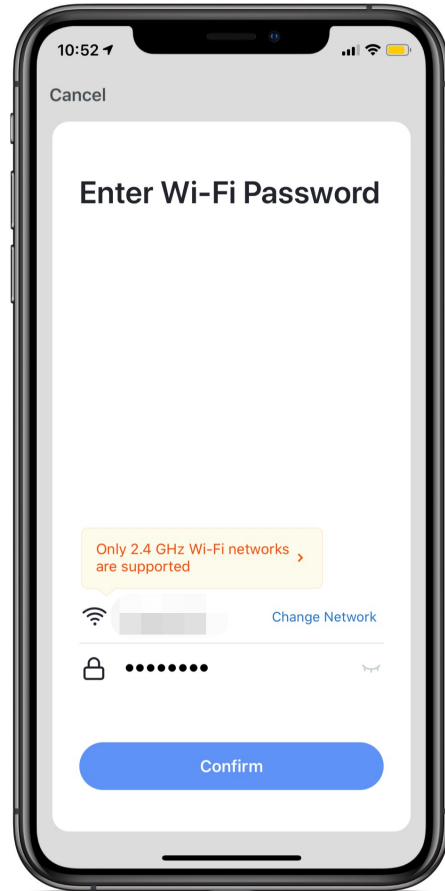 10:52
Cancel
Enter Wi-Fi Password
Only 2.4 GHz Wi-Fi networks
are supported
Change Network
••••••••
Confirm